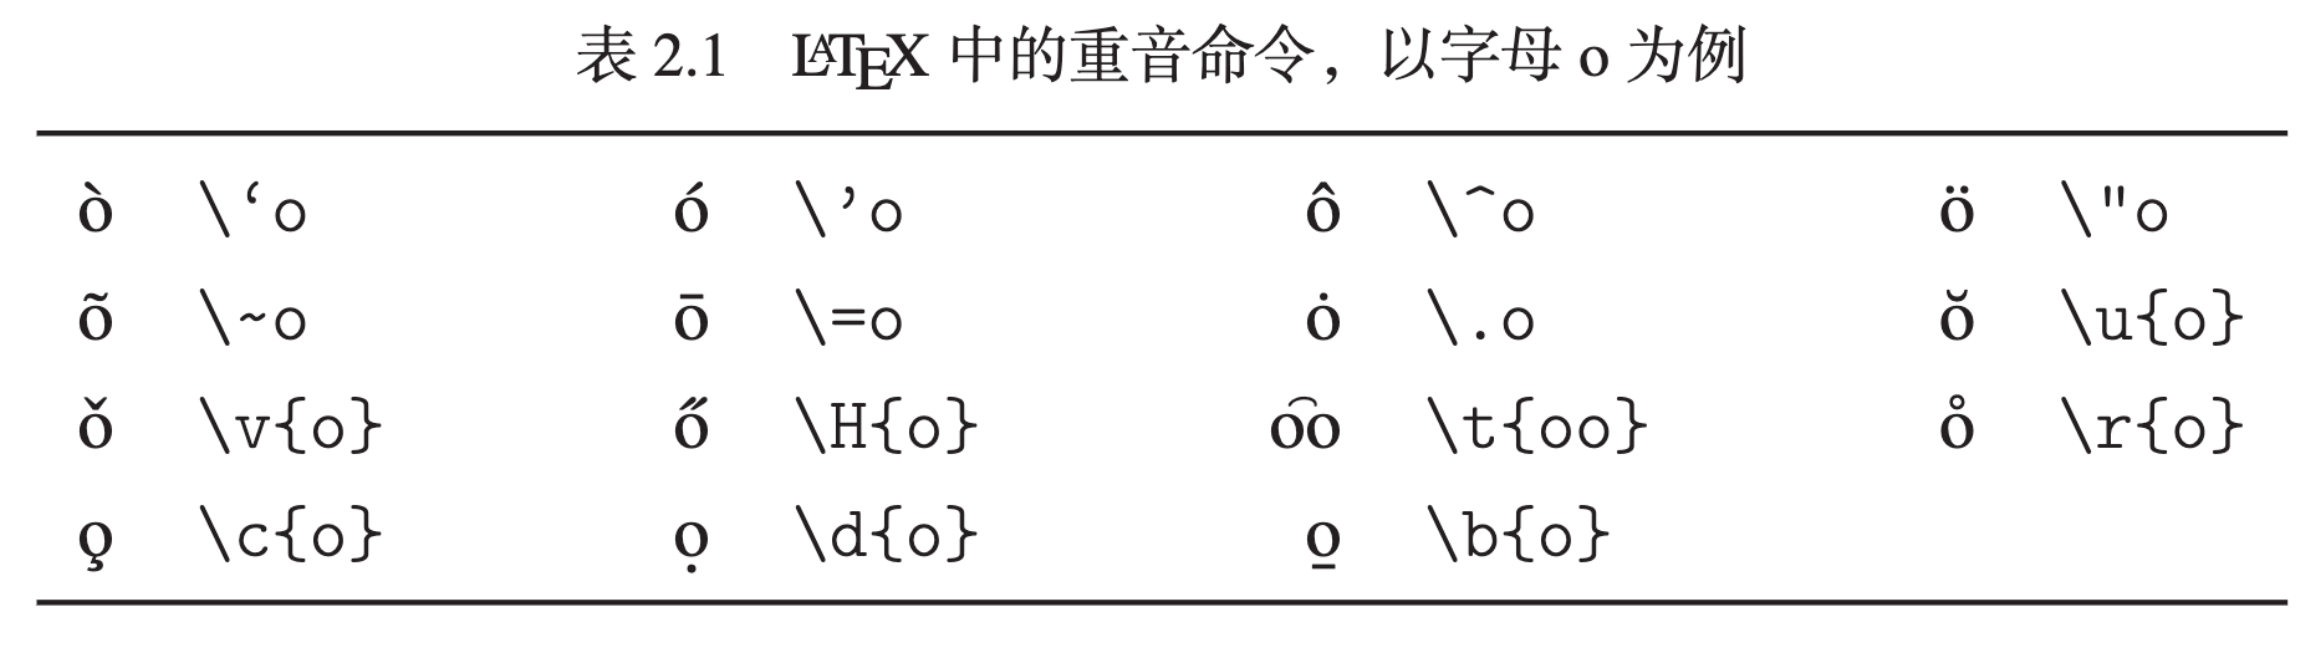 表 2.1 LATEX 中的重音命令，以字母 o 为例
ò \‘o ó \’o ô \^o ö \"o
õ \~o ō \=o ȯ \.o ŏ \u{o}
ǒ \v{o} ő \H{o} o͡o \t{oo} o̊ \r{o}
o̧ \c{o} ọ \d{o} o̱ \b{o}